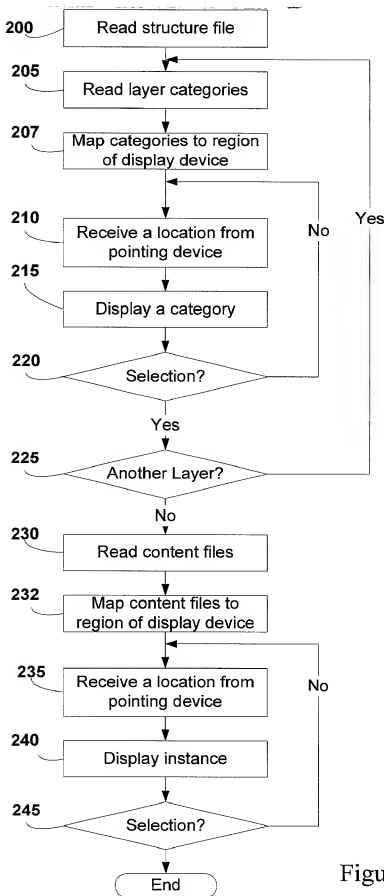 200
Read structure file
205
Read layer categories
207
Map categories to region
of display device
Yes
No
210
Receive a location from
pointing device
215
Display a category
220
Selection?
Yes
225
Another Layer?
No
230
Read content files
232
Map content files to
region of display device
235
Receive a location from
pointing device
No
240
Display instance
245
Selection?
End
Figu